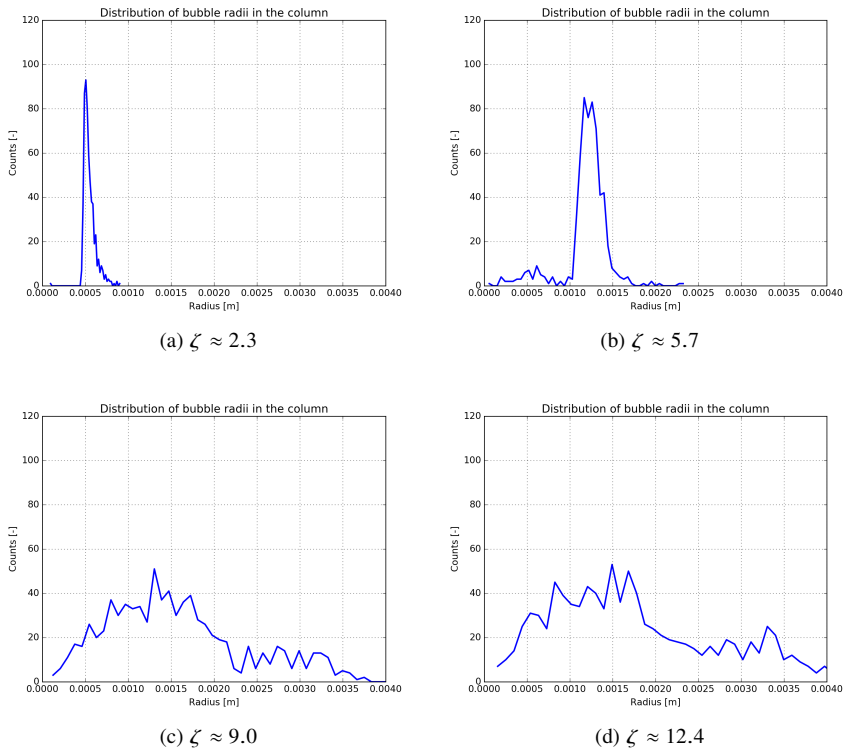 Distribution of bubble radii in the column
120
100
80
60
40
20
0
Counts [-]
0.0000 0.0005 0.0010 0.0015 0.0020 0.0025 0.0030 0.0035 0.0040
Radius [m]
(a) ζ ≈ 2.3
Distribution of bubble radii in the column
120
100
80
60
40
20
0
Counts [-]
0.0000 0.0005 0.0010 0.0015 0.0020 0.0025 0.0030 0.0035 0.0040
Radius [m]
(b) ζ ≈ 5.7
Distribution of bubble radii in the column
120
100
80
60
40
20
0
Counts [-]
0.0000 0.0005 0.0010 0.0015 0.0020 0.0025 0.0030 0.0035 0.0040
Radius [m]
(c) ζ ≈ 9.0
Distribution of bubble radii in the column
120
100
80
60
40
20
0
Counts [-]
0.0000 0.0005 0.0010 0.0015 0.0020 0.0025 0.0030 0.0035 0.0040
Radius [m]
(d) ζ ≈ 12.4